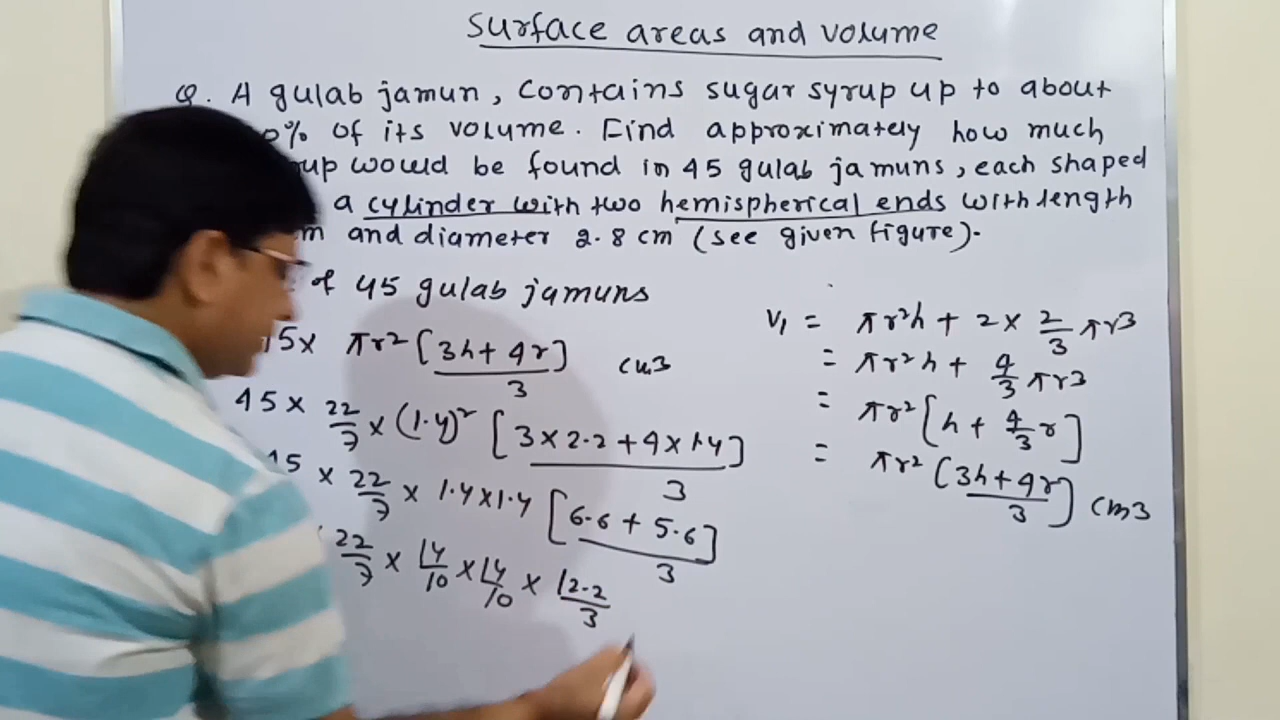 Surface areas and volume
Q. A gulab jamun, contains sugar syrup up to about
0% of its volume. Find approximately how much
up would be found in 45 gulab jamuns, each shaped
a cylinder with two hemispherical ends with length
m and diameter 2.8 cm (see given figure).
of 45 gulab jamuns
5 x πr² [3h + 4r]/3 cm3
45 x 22/7 x (1.4)² [3 x 2.2 + 4 x 1.4]/3
45 x 22/7 x 1.4 x 1.4 [6.6 + 5.6]/3
22/7 x 14/10 x 14/10 x 12.2/3
V₁ = πr²h + 2 x 2/3 πr3
= πr²h + 4/3 πr3
= πr² [h + 4/3 r]
= πr² [3h + 4r]/3 cm3